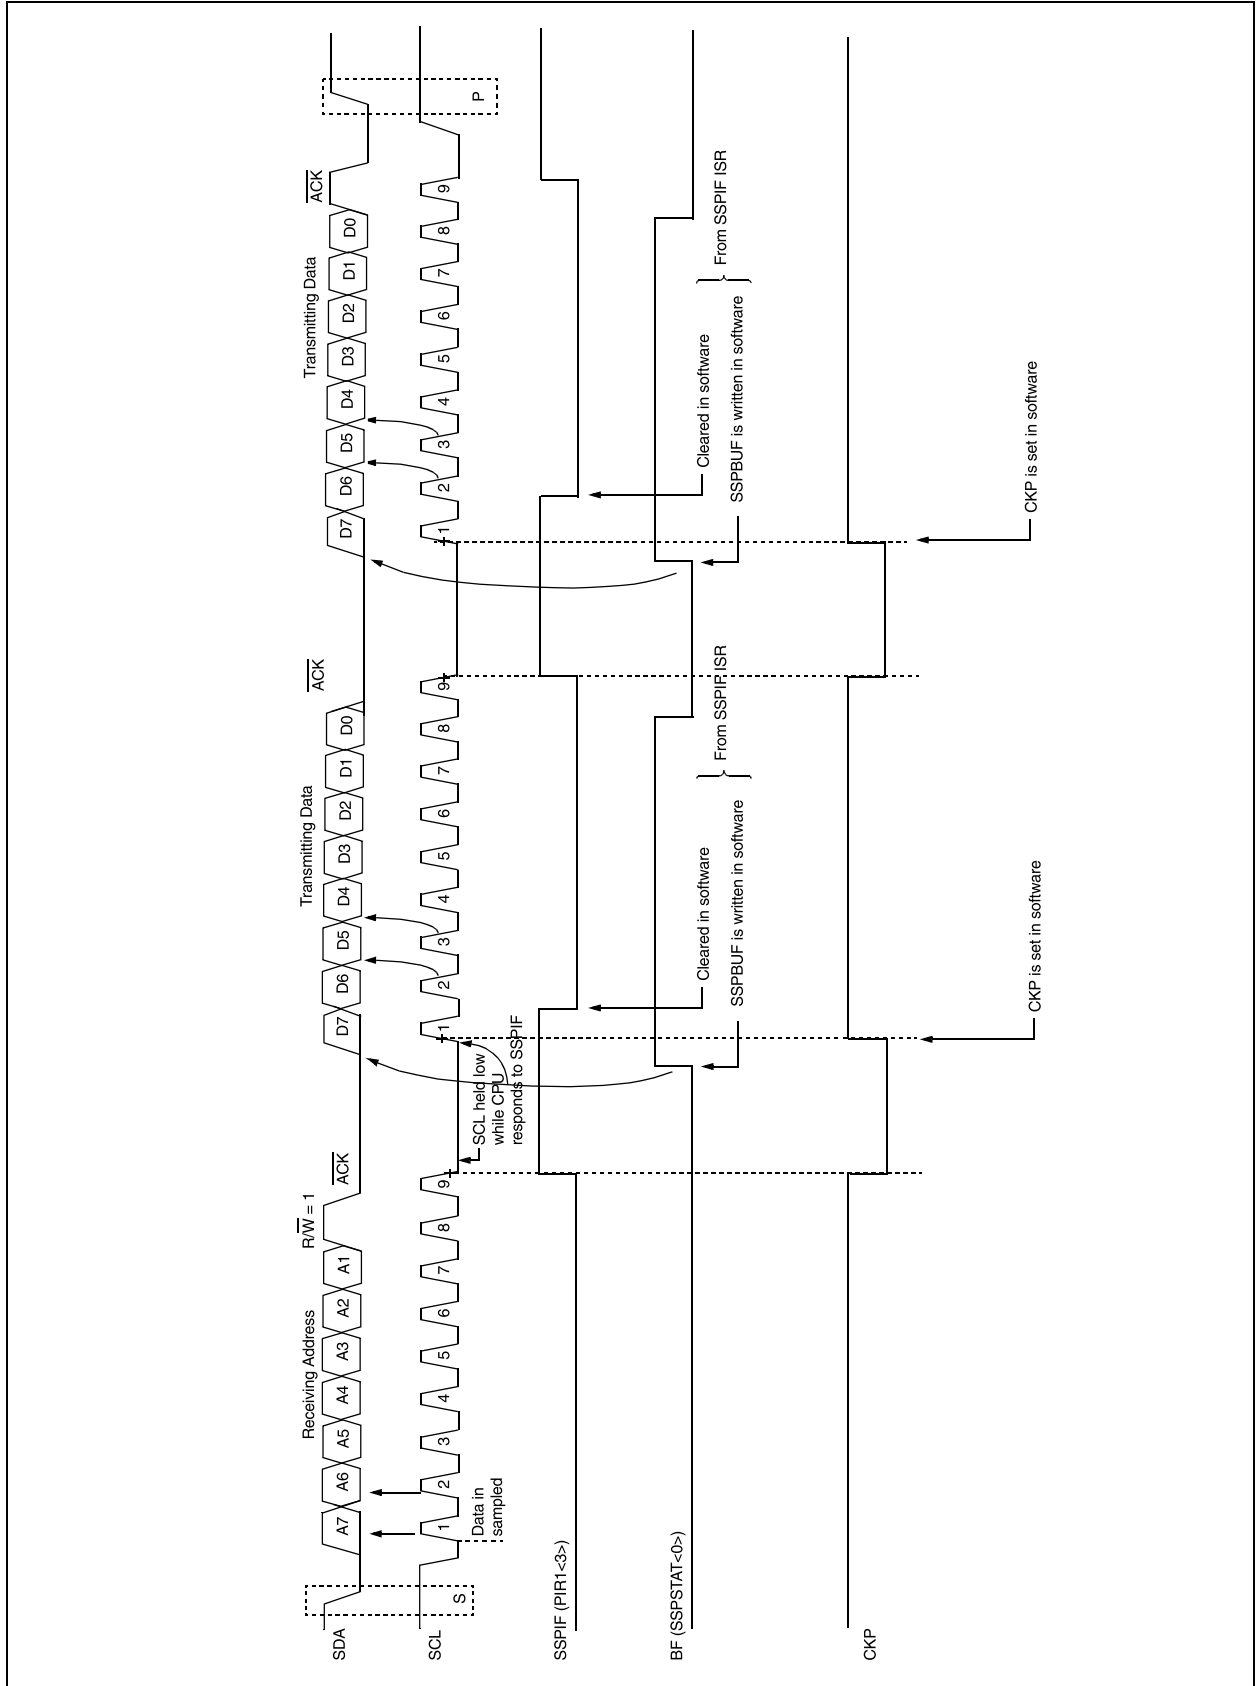 Receiving Address
R/W = 1
ACK
Transmitting Data
ACK
Transmitting Data
ACK
SDA
A7
A6
A5
A4
A3
A2
A1
D7
D6
D5
D4
D3
D2
D1
D0
D7
D6
D5
D4
D3
D2
D1
D0
SCL
S
1
2
3
4
5
6
7
8
9
1
2
3
4
5
6
7
8
9
1
2
3
4
5
6
7
8
9
P
Data in
sampled
SCL held low
while CPU
responds to SSPIF
SSPIF (PIR1<3>)
BF (SSPSTAT<0>)
Cleared in software
SSPBUF is written in software
From SSPIF ISR
Cleared in software
SSPBUF is written in software
From SSPIF ISR
CKP
CKP is set in software
CKP is set in software